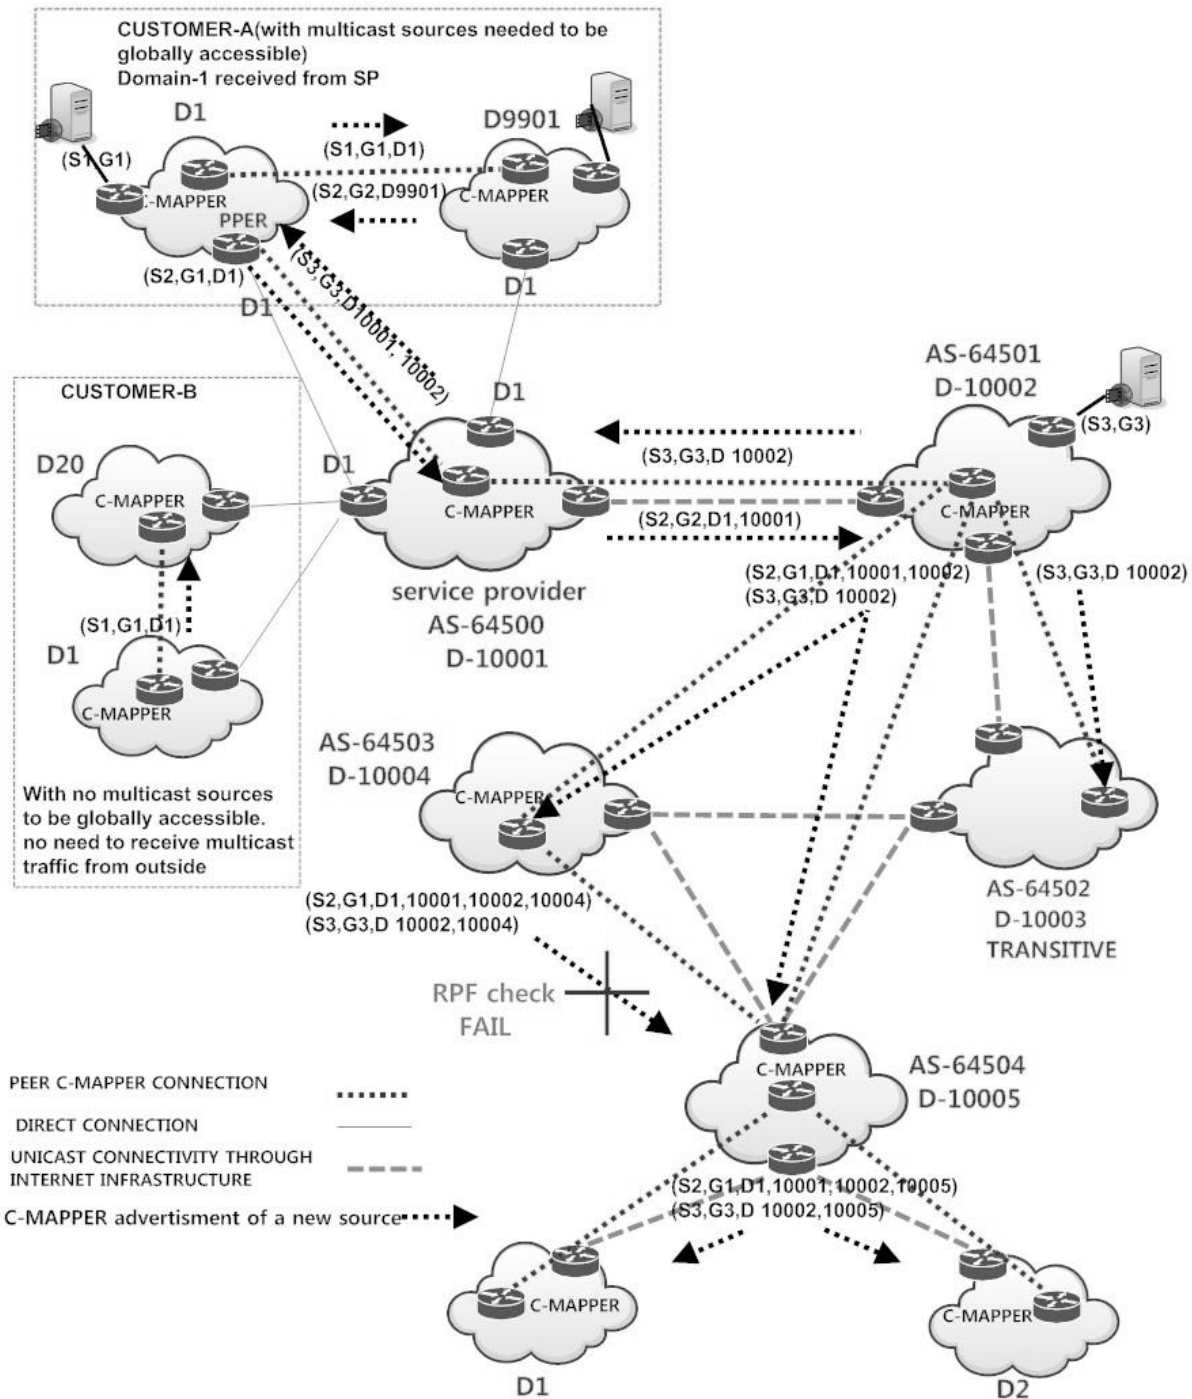 CUSTOMER-A(with multicast sources needed to be
globally accessible)
Domain-1 received from SP
D1
D9901
(S1,G1)
(S1,G1,D1)
C-MAPPER
(S2,G2,D9901)
C-MAPPER
PPER
(S2,G1,D1)
(S3,G3,D10001, 10002)
D1
D1
CUSTOMER-B
D20
C-MAPPER
(S1,G1,D1)
D1
C-MAPPER
With no multicast sources
to be globally accessible.
no need to receive multicast
traffic from outside
D1
D1
C-MAPPER
service provider
AS-64500
D-10001
AS-64501
D-10002
(S3,G3)
(S3,G3,D 10002)
C-MAPPER
(S2,G2,D1,10001)
(S2,G1,D1,10001,10002)
(S3,G3,D 10002)
(S3,G3,D 10002)
AS-64503
D-10004
C-MAPPER
AS-64502
D-10003
TRANSITIVE
(S2,G1,D1,10001,10002,10004)
(S3,G3,D 10002,10004)
RPF check
FAIL
AS-64504
D-10005
C-MAPPER
(S2,G1,D1,10001,10002,10005)
(S3,G3,D 10002,10005)
PEER C-MAPPER CONNECTION
DIRECT CONNECTION
UNICAST CONNECTIVITY THROUGH
INTERNET INFRASTRUCTURE
C-MAPPER advertisment of a new source
C-MAPPER
D1
C-MAPPER
D2